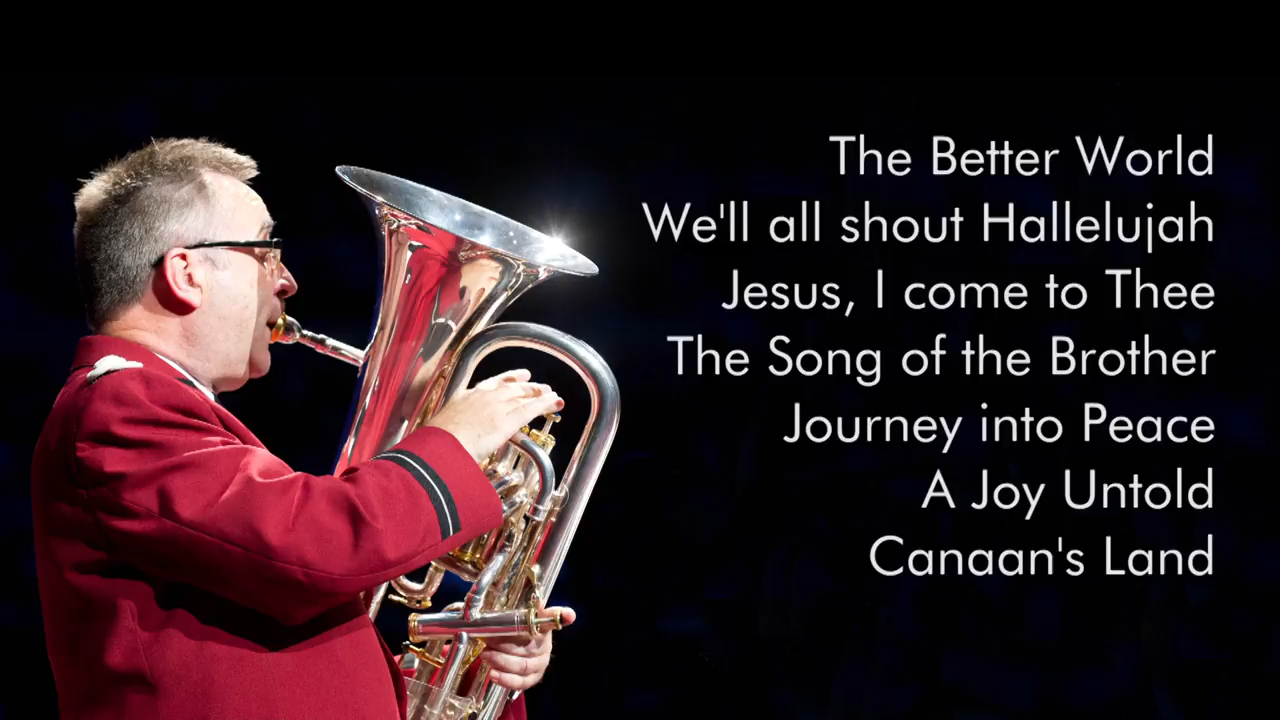 The Better World
We'll all shout Hallelujah
Jesus, I come to Thee
The Song of the Brother
Journey into Peace
A Joy Untold
Canaan's Land